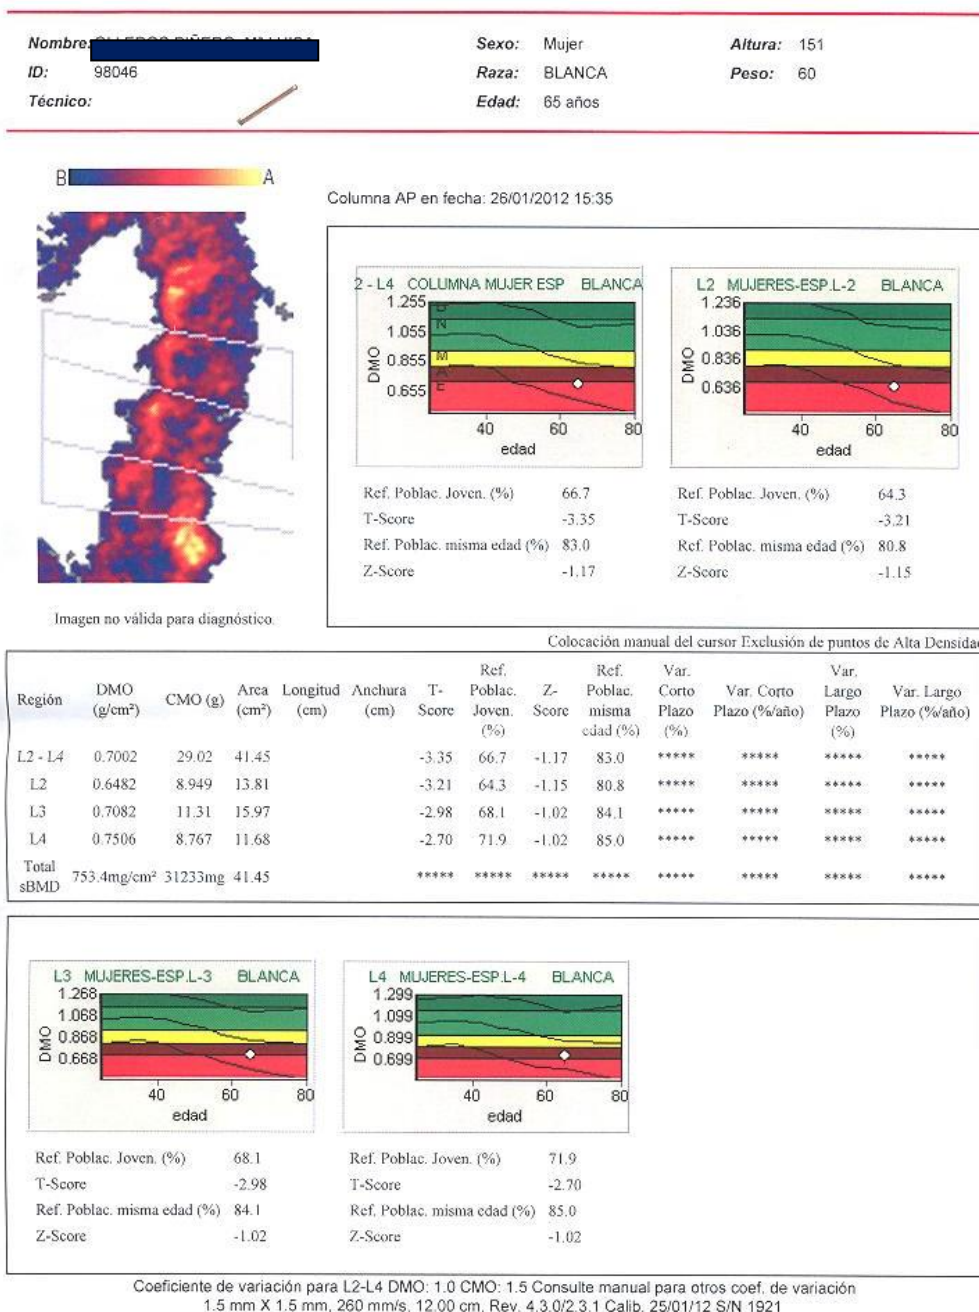 Nombre: Sexo: Mujer Altura: 151
ID: 98046 Raza: BLANCA Peso: 60
Técnico: Edad: 65 años
B A
Columna AP en fecha: 26/01/2012 15:35
2 - L4 COLUMNA MUJER ESP BLANCA
1.255
1.055
0.855
0.655
DMO
N
M
40 60 80
edad
Ref. Poblac. Joven. (%) 66.7
T-Score -3.35
Ref. Poblac. misma edad (%) 83.0
Z-Score -1.17
L2 MUJERES-ESP.L-2 BLANCA
1.236
1.036
0.836
0.636
DMO
40 60 80
edad
Ref. Poblac. Joven. (%) 64.3
T-Score -3.21
Ref. Poblac. misma edad (%) 80.8
Z-Score -1.15
Imagen no válida para diagnóstico.
Colocación manual del cursor Exclusión de puntos de Alta Densidad
Región DMO (g/cm²) CMO (g) Area (cm²) Longitud (cm) Anchura (cm) T-Score Ref. Poblac. Joven. (%) Z-Score Ref. Poblac. misma edad (%) Var. Corto Plazo (%) Var. Corto Plazo (%/año) Var. Largo Plazo (%) Var. Largo Plazo (%/año)
L2 - L4 0.7002 29.02 41.45 -3.35 66.7 -1.17 83.0 ***** ***** ***** *****
L2 0.6482 8.949 13.81 -3.21 64.3 -1.15 80.8 ***** ***** ***** *****
L3 0.7082 11.31 15.97 -2.98 68.1 -1.02 84.1 ***** ***** ***** *****
L4 0.7506 8.767 11.68 -2.70 71.9 -1.02 85.0 ***** ***** ***** *****
Total sBMD 753.4mg/cm² 31233mg 41.45 ***** ***** ***** ***** ***** ***** ***** *****
L3 MUJERES-ESP.L-3 BLANCA
1.268
1.068
0.868
0.668
DMO
40 60 80
edad
Ref. Poblac. Joven. (%) 68.1
T-Score -2.98
Ref. Poblac. misma edad (%) 84.1
Z-Score -1.02
L4 MUJERES-ESP.L-4 BLANCA
1.299
1.099
0.899
0.699
DMO
40 60 80
edad
Ref. Poblac. Joven. (%) 71.9
T-Score -2.70
Ref. Poblac. misma edad (%) 85.0
Z-Score -1.02
Coeficiente de variación para L2-L4 DMO: 1.0 CMO: 1.5 Consulte manual para otros coef. de variación
1.5 mm X 1.5 mm, 260 mm/s, 12.00 cm, Rev. 4.3.0/2.3.1 Calib. 25/01/12 S/N 1921